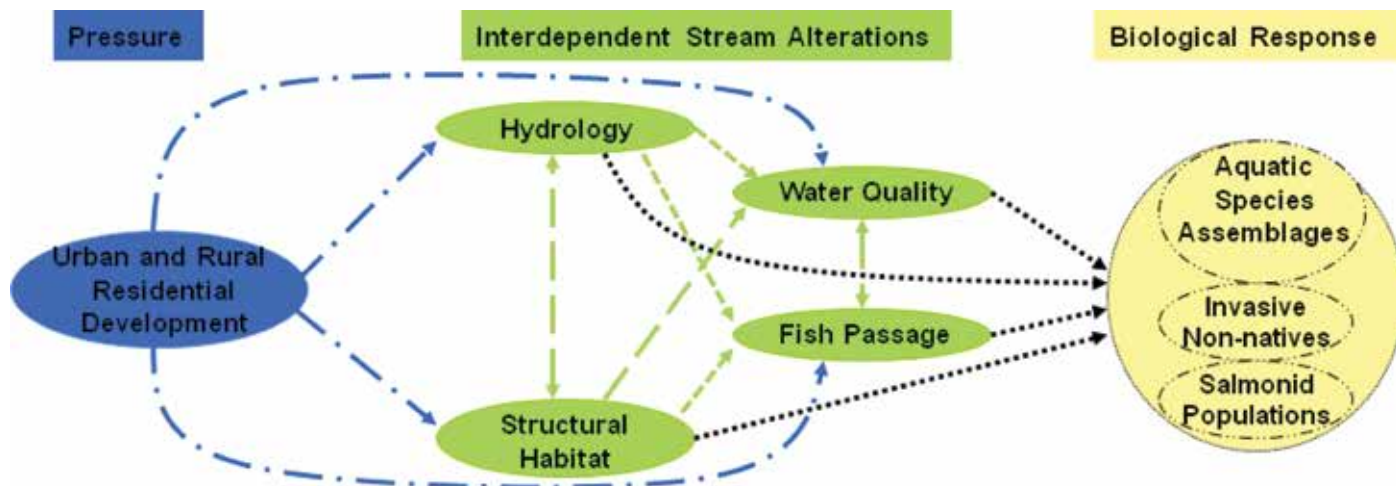 Pressure
Interdependent Stream Alterations
Biological Response
Hydrology
Water Quality
Urban and Rural
Residential
Development
Fish Passage
Structural
Habitat
Aquatic
Species
Assemblages
Invasive
Non-natives
Salmonid
Populations